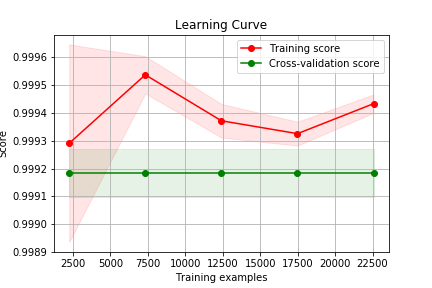 Learning Curve
Training score
Cross-validation score
0.9996
0.9995
0.9994
0.9993
0.9992
0.9991
0.9990
0.9989
Score
2500 5000 7500 10000 12500 15000 17500 20000 22500
Training examples